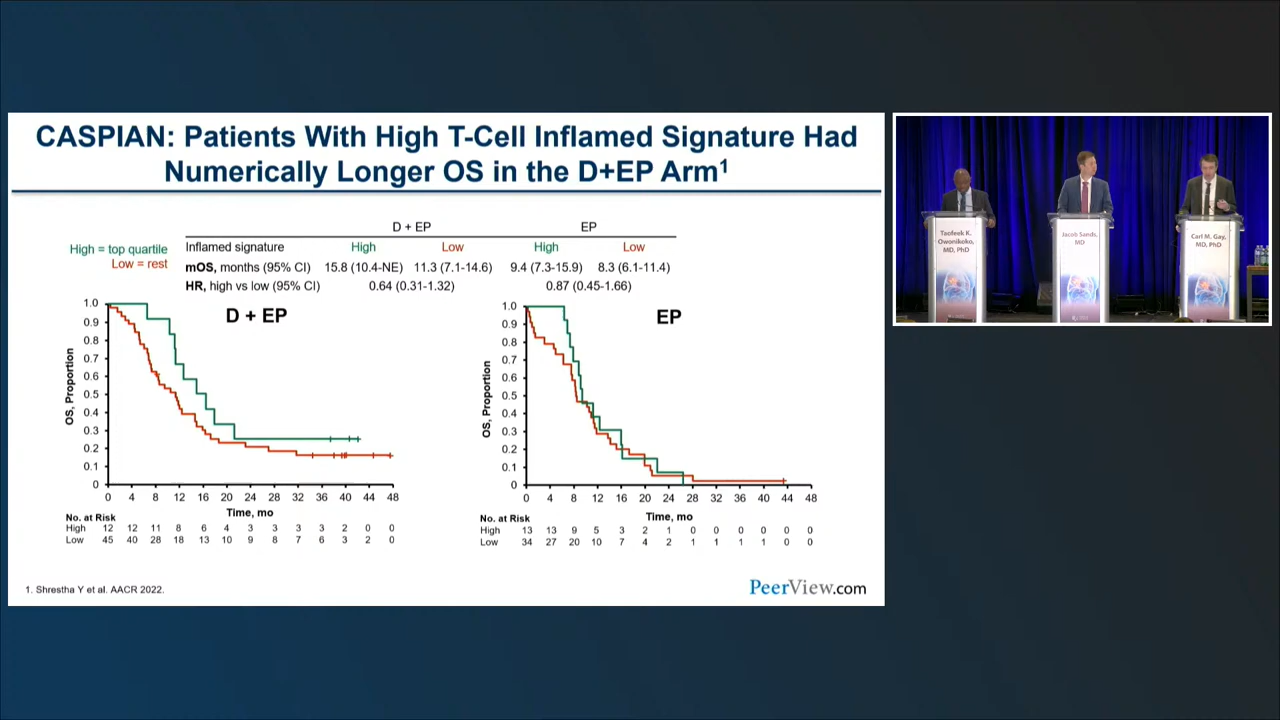 CASPIAN: Patients With High T-Cell Inflamed Signature Had
Numerically Longer OS in the D+EP Arm1
High = top quartile
Low = rest
D + EP EP
Inflamed signature High Low High Low
mOS, months (95% CI) 15.8 (10.4-NE) 11.3 (7.1-14.6) 9.4 (7.3-15.9) 8.3 (6.1-11.4)
HR, high vs low (95% CI) 0.64 (0.31-1.32) 0.87 (0.45-1.66)
D + EP
OS, Proportion
1.0
0.9
0.8
0.7
0.6
0.5
0.4
0.3
0.2
0.1
0
0 4 8 12 16 20 24 28 32 36 40 44 48
Time, mo
No. at Risk
High 12 12 11 8 6 4 3 3 3 3 2 0 0
Low 45 40 28 18 13 10 9 8 7 6 3 2 0
EP
OS, Proportion
1.0
0.9
0.8
0.7
0.6
0.5
0.4
0.3
0.2
0.1
0
0 4 8 12 16 20 24 28 32 36 40 44 48
Time, mo
No. at Risk
High 13 13 9 5 3 2 1 0 0 0 0 0 0
Low 34 27 20 10 7 4 2 1 1 1 1 0 0
1. Shrestha Y et al. AACR 2022.
PeerView.com
Taofeek K.
Owonikoko,
MD, PhD
Jacob Sands,
MD
Carl M. Gay,
MD, PhD